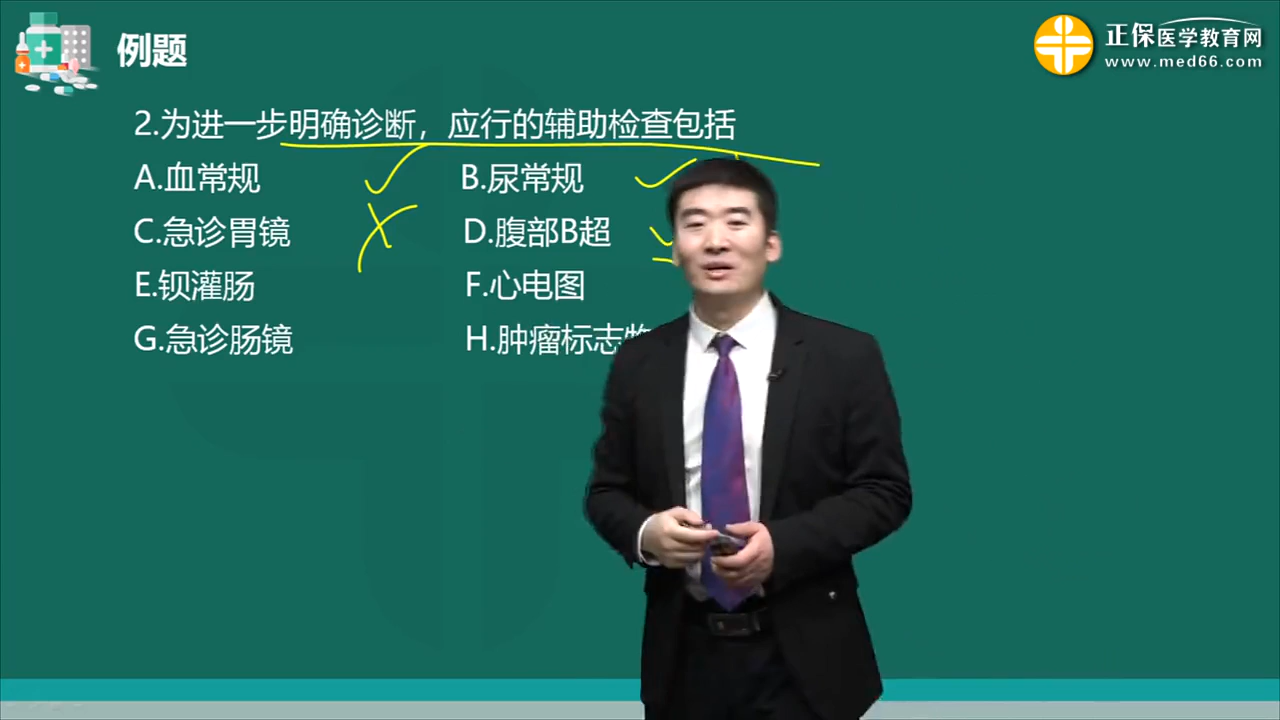 例题
正保医学教育网
www.med66.com
2.为进一步明确诊断，应行的辅助检查包括
A.血常规 B.尿常规
C.急诊胃镜 D.腹部B超
E.钡灌肠 F.心电图
G.急诊肠镜 H.肿瘤标志